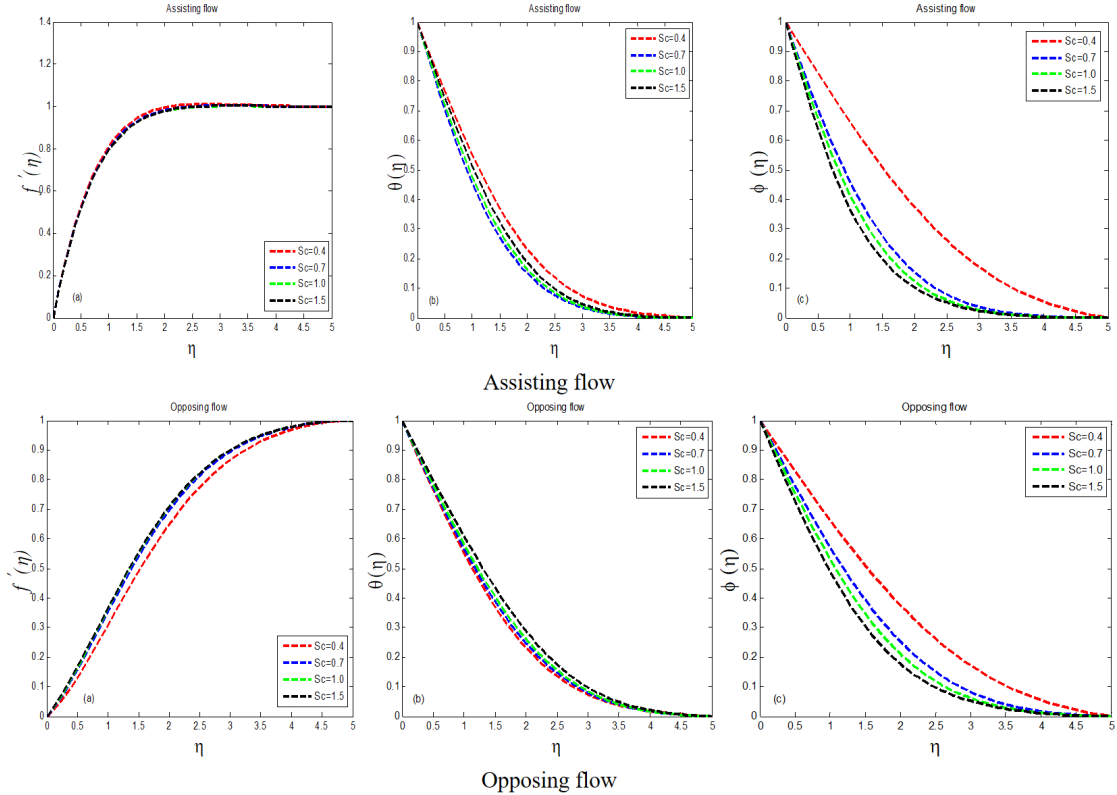 Assisting flow
1.4
1.2
1
0.8
0.6
0.4
0.2
0
f ′(η)
Sc=0.4
Sc=0.7
Sc=1.0
Sc=1.5
(a)
0 0.5 1 1.5 2 2.5 3 3.5 4 4.5 5
η
Assisting flow
1
0.9
0.8
0.7
0.6
0.5
0.4
0.3
0.2
0.1
0
θ(η)
Sc=0.4
Sc=0.7
Sc=1.0
Sc=1.5
(b)
0 0.5 1 1.5 2 2.5 3 3.5 4 4.5 5
η
Assisting flow
1
0.9
0.8
0.7
0.6
0.5
0.4
0.3
0.2
0.1
0
ϕ (η)
Sc=0.4
Sc=0.7
Sc=1.0
Sc=1.5
(c)
0 0.5 1 1.5 2 2.5 3 3.5 4 4.5 5
η
Assisting flow
Opposing flow
1
0.9
0.8
0.7
0.6
0.5
0.4
0.3
0.2
0.1
0
f ′(η)
Sc=0.4
Sc=0.7
Sc=1.0
Sc=1.5
(a)
0 0.5 1 1.5 2 2.5 3 3.5 4 4.5 5
η
Opposing flow
1
0.9
0.8
0.7
0.6
0.5
0.4
0.3
0.2
0.1
0
θ(η)
Sc=0.4
Sc=0.7
Sc=1.0
Sc=1.5
(b)
0 0.5 1 1.5 2 2.5 3 3.5 4 4.5 5
η
Opposing flow
1
0.9
0.8
0.7
0.6
0.5
0.4
0.3
0.2
0.1
0
ϕ (η)
Sc=0.4
Sc=0.7
Sc=1.0
Sc=1.5
(c)
0 0.5 1 1.5 2 2.5 3 3.5 4 4.5 5
η
Opposing flow